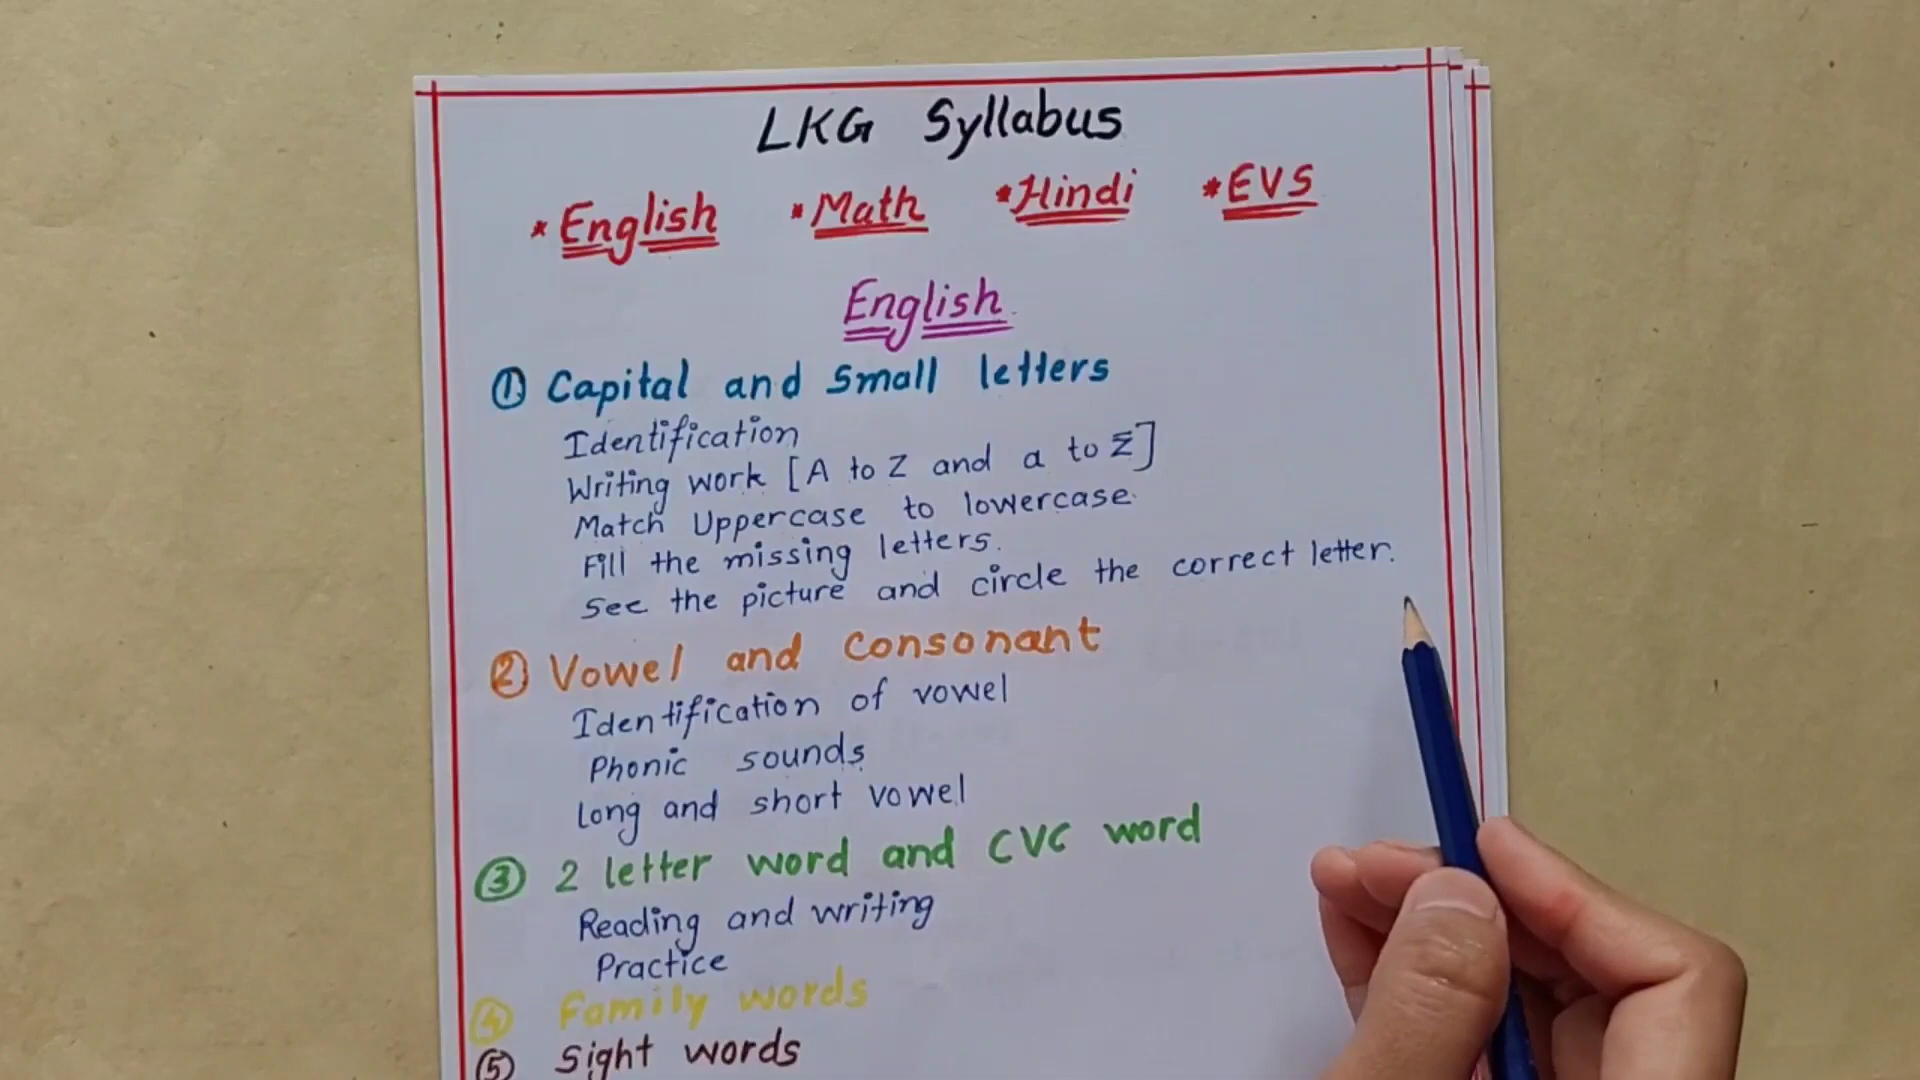 LKG Syllabus
* English * Math * Hindi * EVS
English
① Capital and small letters
Identification
Writing work [A to Z and a to z]
Match Uppercase to lowercase.
Fill the missing letters.
See the picture and circle the correct letter.
② Vowel and consonant
Identification of vowel
Phonic sounds
Long and short vowel
③ 2 letter word and CVC word
Reading and writing
Practice
④ Family words
⑤ Sight words